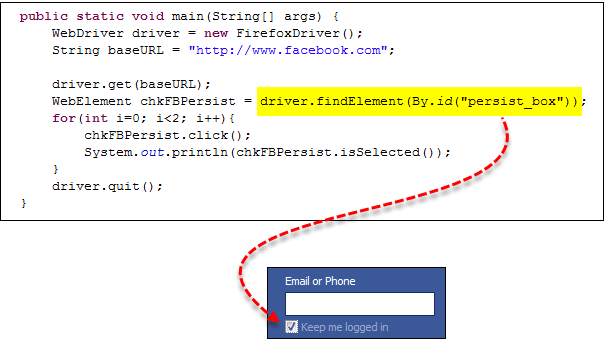 public static void main(String[] args) {
WebDriver driver = new FirefoxDriver();
String baseURL = "http://www.facebook.com";
driver.get(baseURL);
WebElement chkFBPersist = driver.findElement(By.id("persist_box"));
for(int i=0; i<2; i++){
chkFBPersist.click();
System.out.println(chkFBPersist.isSelected());
}
driver.quit();
}
Email or Phone
Keep me logged in